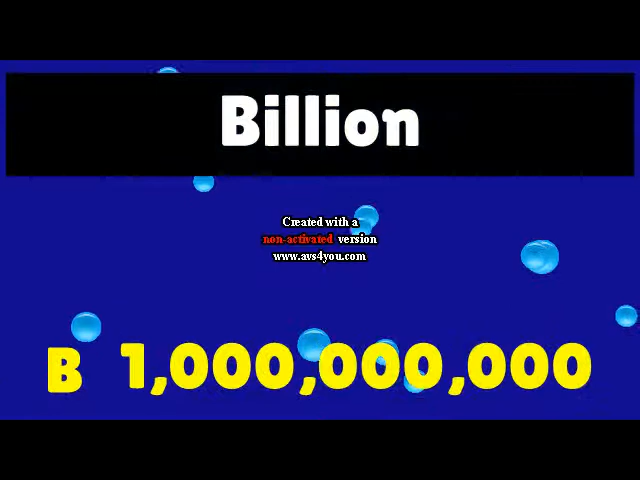 Billion
Created with a
non-activated version
www.avs4you.com
B 1,000,000,000